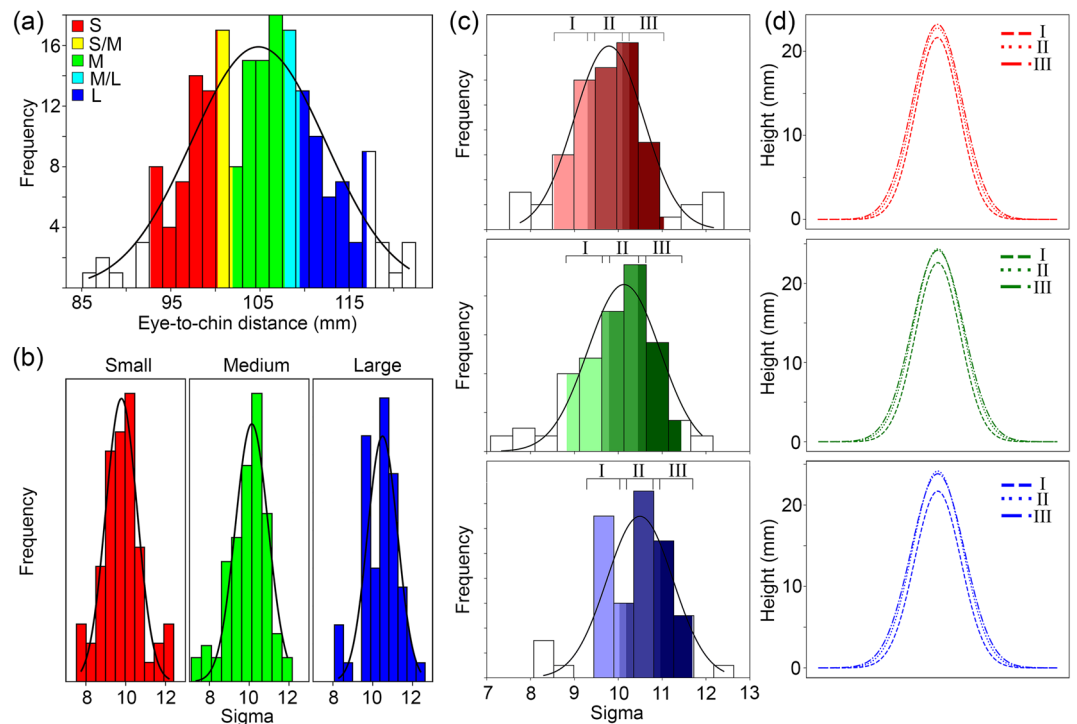 (a)
S
S/M
M
M/L
L
16
12
8
4
Frequency
85 95 105 115
Eye-to-chin distance (mm)
(b)
Small Medium Large
Frequency
8 10 12 8 10 12 8 10 12
Sigma
(c)
I II III
Frequency
I II III
Frequency
I II III
Frequency
7 8 9 10 11 12 13
Sigma
(d)
I
II
III
20
10
0
Height (mm)
I
II
III
20
10
0
Height (mm)
I
II
III
20
10
0
Height (mm)